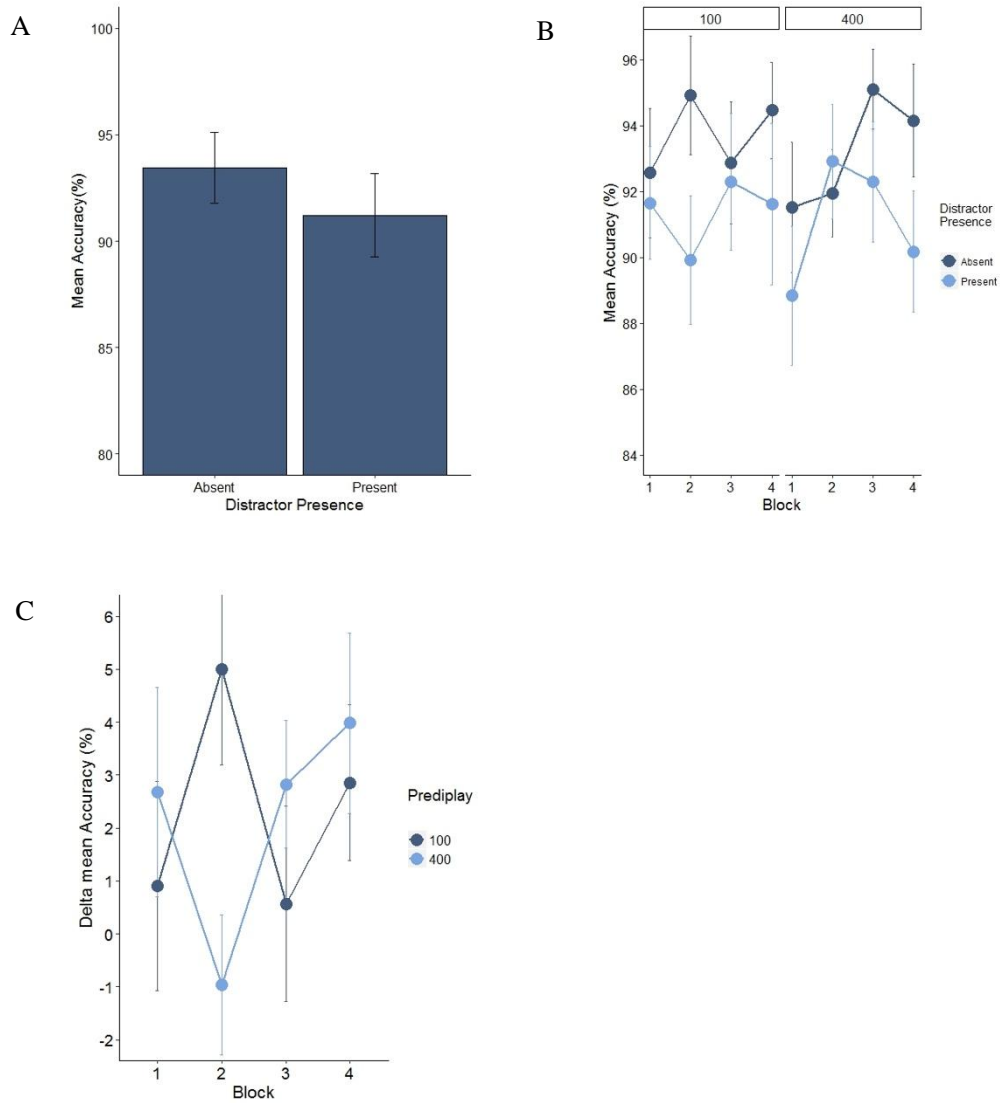 A
100
95
90
85
80
Mean Accuracy(%)
Absent
Present
Distractor Presence
B
100
400
96
94
92
90
88
86
84
Mean Accuracy (%)
1
2
3
4
1
2
3
4
Block
Distractor
Presence
Absent
Present
C
6
5
4
3
2
1
0
-1
-2
Delta mean Accuracy (%)
1
2
3
4
Block
Prediplay
100
400